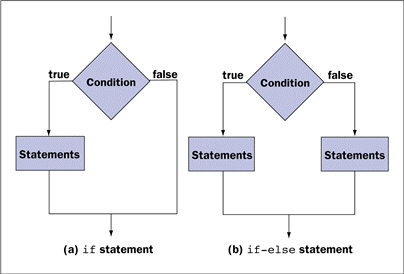 true
Condition
false
Statements
(a) if statement
true
Condition
false
Statements
Statements
(b) if-else statement